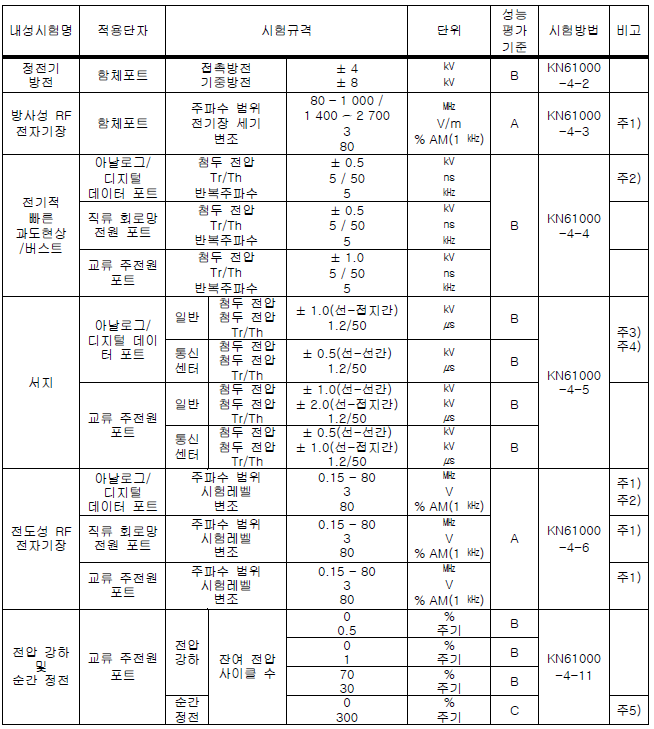 내성시험명 적용단자 시험규격 단위 성능 평가 기준 시험방법 비고
정전기 방전 함체포트 접촉방전 ± 4 kV B KN61000-4-2
기중방전 ± 8 kV
방사성 RF 전자기장 함체포트 주파수 범위 80 - 1 000 / 1 400 ~ 2 700 MHz A KN61000-4-3 주1)
전기장 세기 3 V/m
변조 80 % AM(1 kHz)
전기적 빠른 과도현상 /버스트
아날로그/ 디지털 데이터 포트 첨두 전압 ± 0.5 kV B KN61000-4-4 주2)
Tr/Th 5 / 50 ns
반복주파수 5 kHz
직류 회로망 전원 포트 첨두 전압 ± 0.5 kV
Tr/Th 5 / 50 ns
반복주파수 5 kHz
교류 주전원 포트 첨두 전압 ± 1.0 kV
Tr/Th 5 / 50 ns
반복주파수 5 kHz
서지
아날로그/ 디지털 데이터 포트 일반 첨두 전압 첨두 전압 Tr/Th ± 1.0(선-접지간) 1.2/50 kV μs B KN61000-4-5 주3) 주4)
통신 센터 첨두 전압 첨두 전압 Tr/Th ± 0.5(선-선간) 1.2/50 kV μs B
교류 주전원 포트 일반 첨두 전압 ± 1.0(선-선간) kV B
첨두 전압 ± 2.0(선-접지간) kV
Tr/Th 1.2/50 μs
통신 센터 첨두 전압 ± 0.5(선-선간) kV B
첨두 전압 ± 1.0(선-접지간) kV
Tr/Th 1.2/50 μs
전도성 RF 전자기장
아날로그/ 디지털 데이터 포트 주파수 범위 0.15 - 80 MHz A KN61000-4-6 주1) 주2)
시험레벨 3 V
변조 80 % AM(1 kHz)
직류 회로망 전원 포트 주파수 범위 0.15 - 80 MHz 주1)
시험레벨 3 V
변조 80 % AM(1 kHz)
교류 주전원 포트 주파수 범위 0.15 - 80 MHz 주1)
시험레벨 3 V
변조 80 % AM(1 kHz)
전압 강하 및 순간 정전 교류 주전원 포트 전압 강하 잔여 전압 사이클 수 KN61000-4-11
0 % B
0.5 주기
0 % B
1 주기
70 % B
30 주기
순간 정전 0 % C 주5)
300 주기